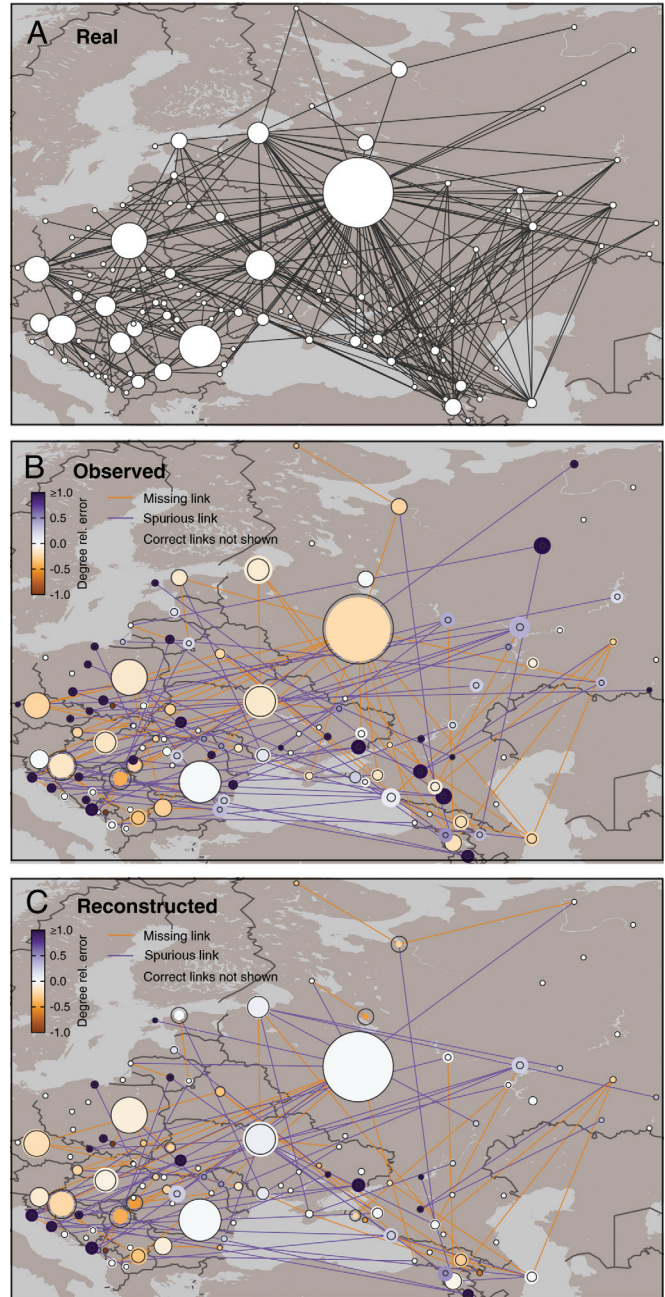 A Real
B Observed
≥1.0
0.5
0.0
-0.5
-1.0
Degree rel. error
Missing link
Spurious link
Correct links not shown
C Reconstructed
≥1.0
0.5
0.0
-0.5
-1.0
Degree rel. error
Missing link
Spurious link
Correct links not shown